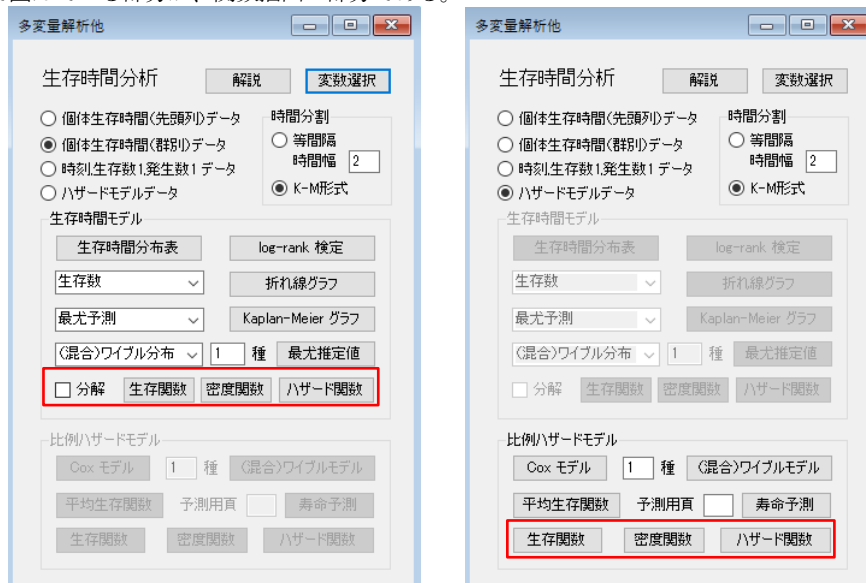 多変量解析他
生存時間分析 解説 変数選択
個体生存時間(先頭列)データ
個体生存時間(群別)データ
時刻,生存数1,発生数1 データ
ハザードモデルデータ
時間分割
等間隔
時間幅 2
K-M形式
生存時間モデル
生存時間分布表 log-rank 検定
生存数 折れ線グラフ
最尤予測 Kaplan-Meier グラフ
(混合)ワイブル分布 1 種 最尤推定値
分解 生存関数 密度関数 ハザード関数
比例ハザードモデル
Cox モデル 1 種 (混合)ワイブルモデル
平均生存関数 予測用頁 寿命予測
生存関数 密度関数 ハザード関数
多変量解析他
生存時間分析 解説 変数選択
個体生存時間(先頭列)データ
個体生存時間(群別)データ
時刻,生存数1,発生数1 データ
ハザードモデルデータ
時間分割
等間隔
時間幅 2
K-M形式
生存時間モデル
生存時間分布表 log-rank 検定
生存数 折れ線グラフ
最尤予測 Kaplan-Meier グラフ
(混合)ワイブル分布 1 種 最尤推定値
分解 生存関数 密度関数 ハザード関数
比例ハザードモデル
Cox モデル 1 種 (混合)ワイブルモデル
平均生存関数 予測用頁 寿命予測
生存関数 密度関数 ハザード関数